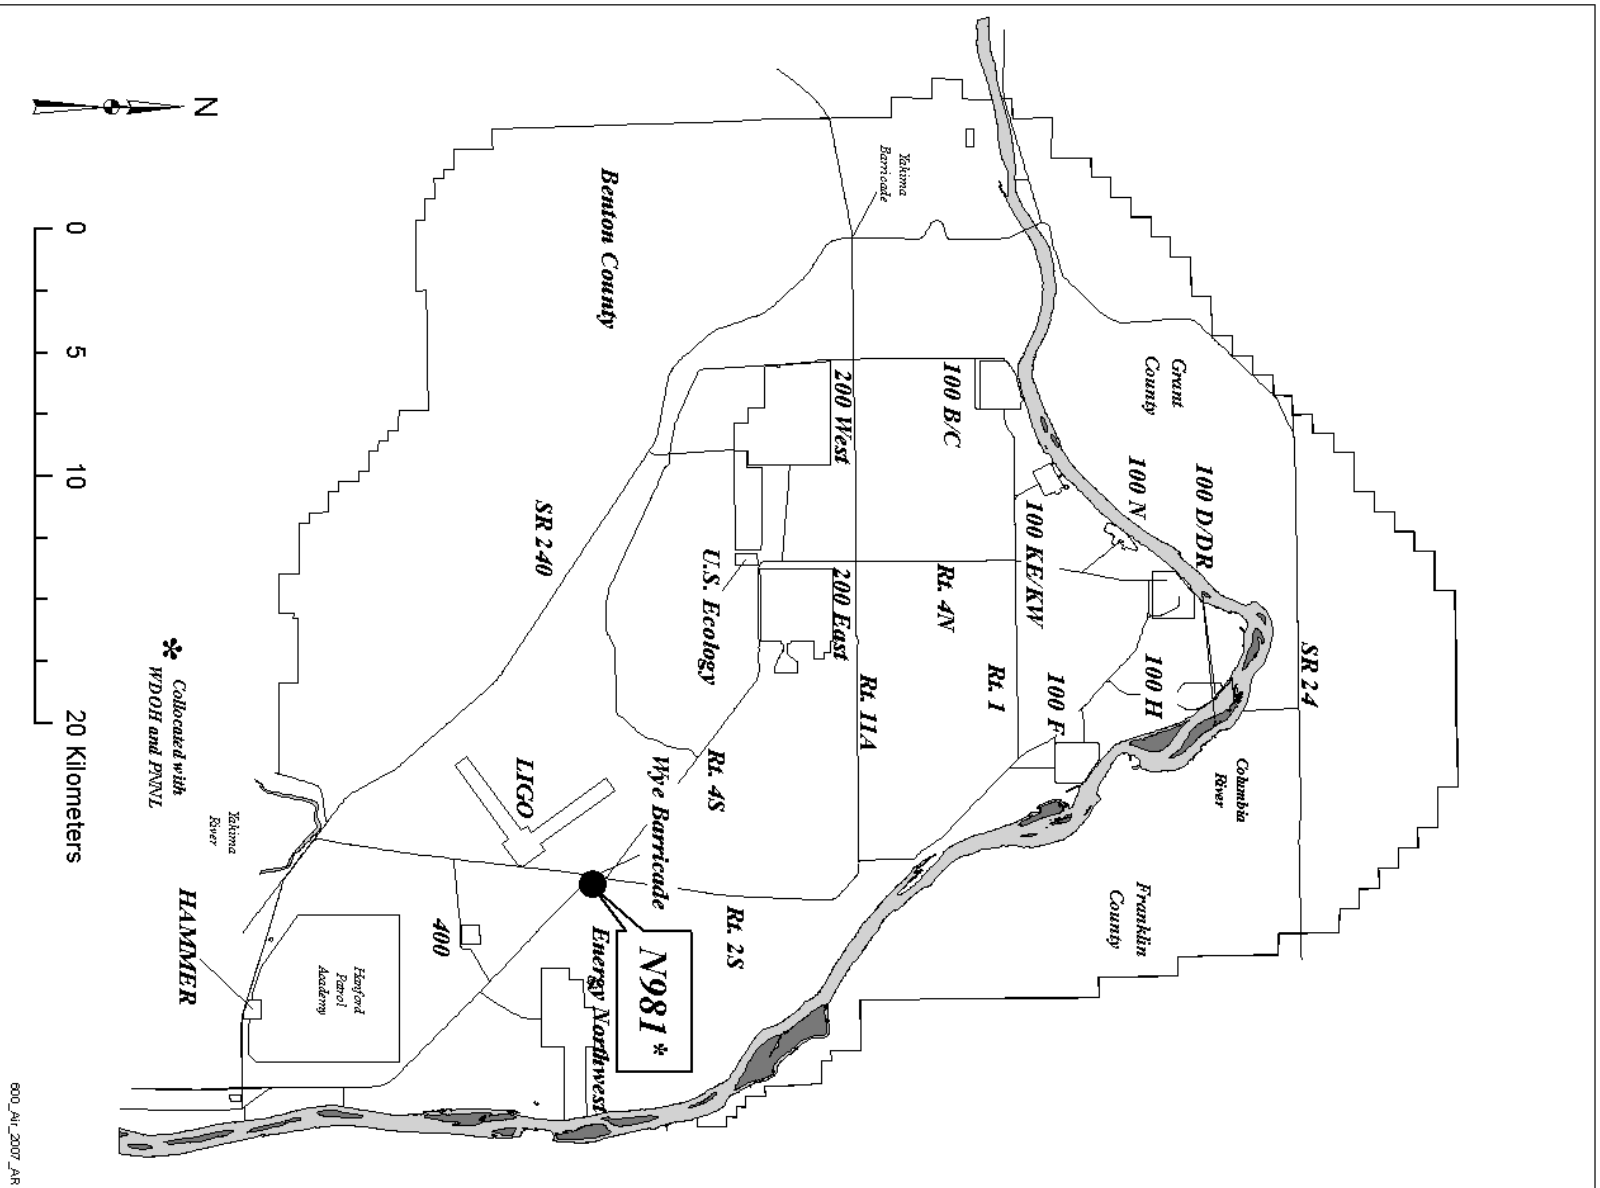 SR 24
Grant
County
100 D/DR
100 N
100 H
Columbia
River
Franklin
County
100 B/C
100 KE/KW
100 F
Yakima
Barricade
Rt. 4N
Rt. 1
200 West
200 East
Rt. 11A
U.S. Ecology
Rt. 4S
Rt. 2S
Benton County
Wye Barricade
N981 *
SR 240
LIGO
Energy Northwest
400
Hanford
Patrol
Academy
Yakima
River
HAMMER
N
* Collocated with
WDOH and PNNL
0 5 10 20 Kilometers
600_Air_2007_AR